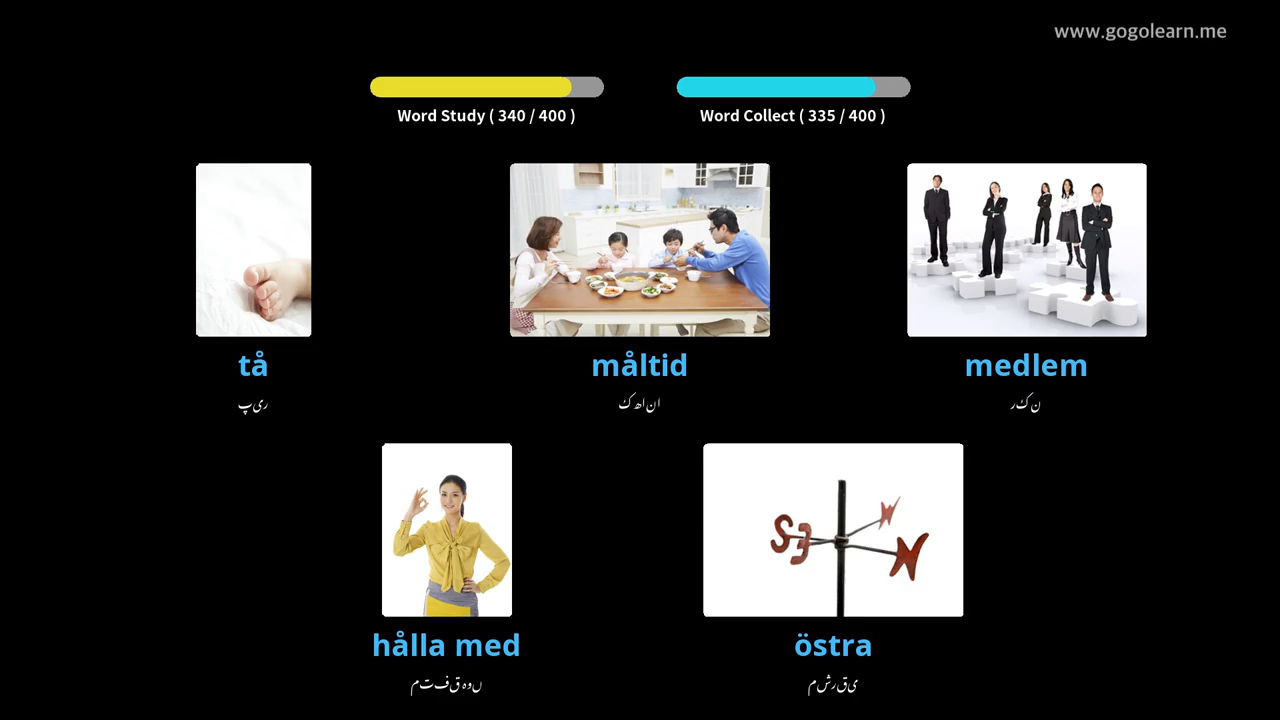 www.gogolearn.me
Word Study ( 340 / 400 )
Word Collect ( 335 / 400 )
tå
پیر
måltid
کھانا
medlem
رکن
hålla med
متفق ہوں
östra
مشرقی